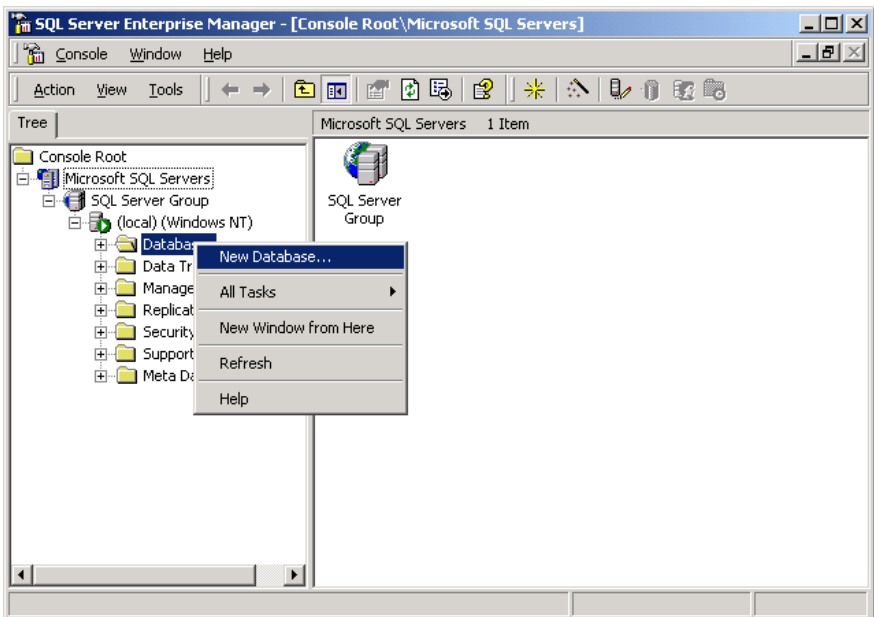 SQL Server Enterprise Manager - [Console Root\Microsoft SQL Servers]
Console Window Help
Action View Tools
Tree
Microsoft SQL Servers 1 Item
Console Root
Microsoft SQL Servers
SQL Server Group
(local) (Windows NT)
Databas
Data Tr
Manage
Replicat
Security
Support
Meta Da
New Database...
All Tasks
New Window from Here
Refresh
Help
SQL Server
Group